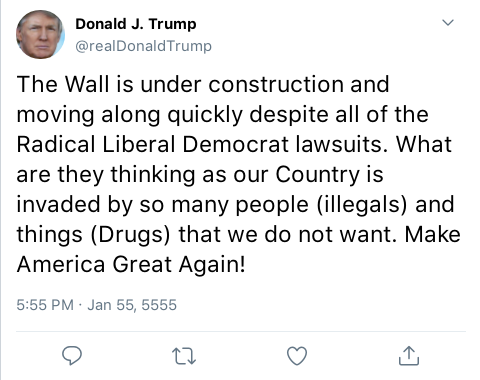 Donald J. Trump
@realDonaldTrump
The Wall is under construction and
moving along quickly despite all of the
Radical Liberal Democrat lawsuits. What
are they thinking as our Country is
invaded by so many people (illegals) and
things (Drugs) that we do not want. Make
America Great Again!
5:55 PM · Jan 55, 5555